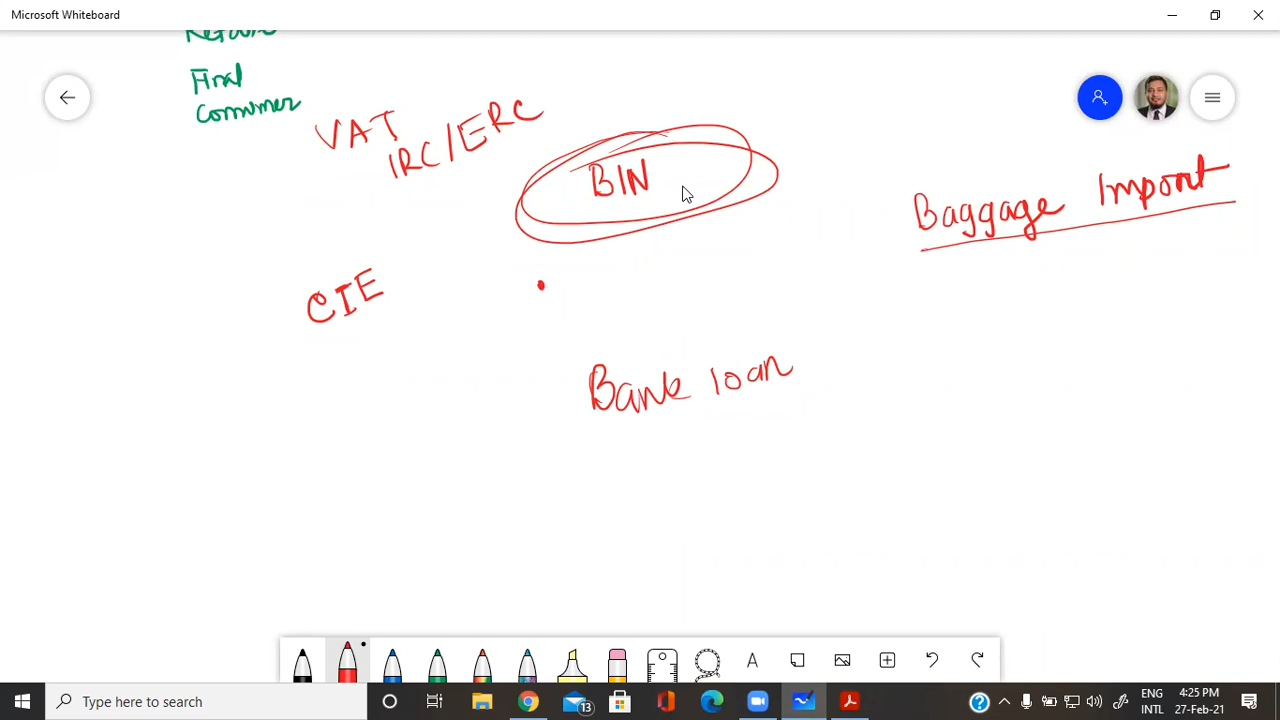 Microsoft Whiteboard
Final
Consumer
VAT
IRC/ERC
BIN
Baggage Import
CIE
Bank loan
A
13
Type here to search
ENG
INTL
4:25 PM
27-Feb-21